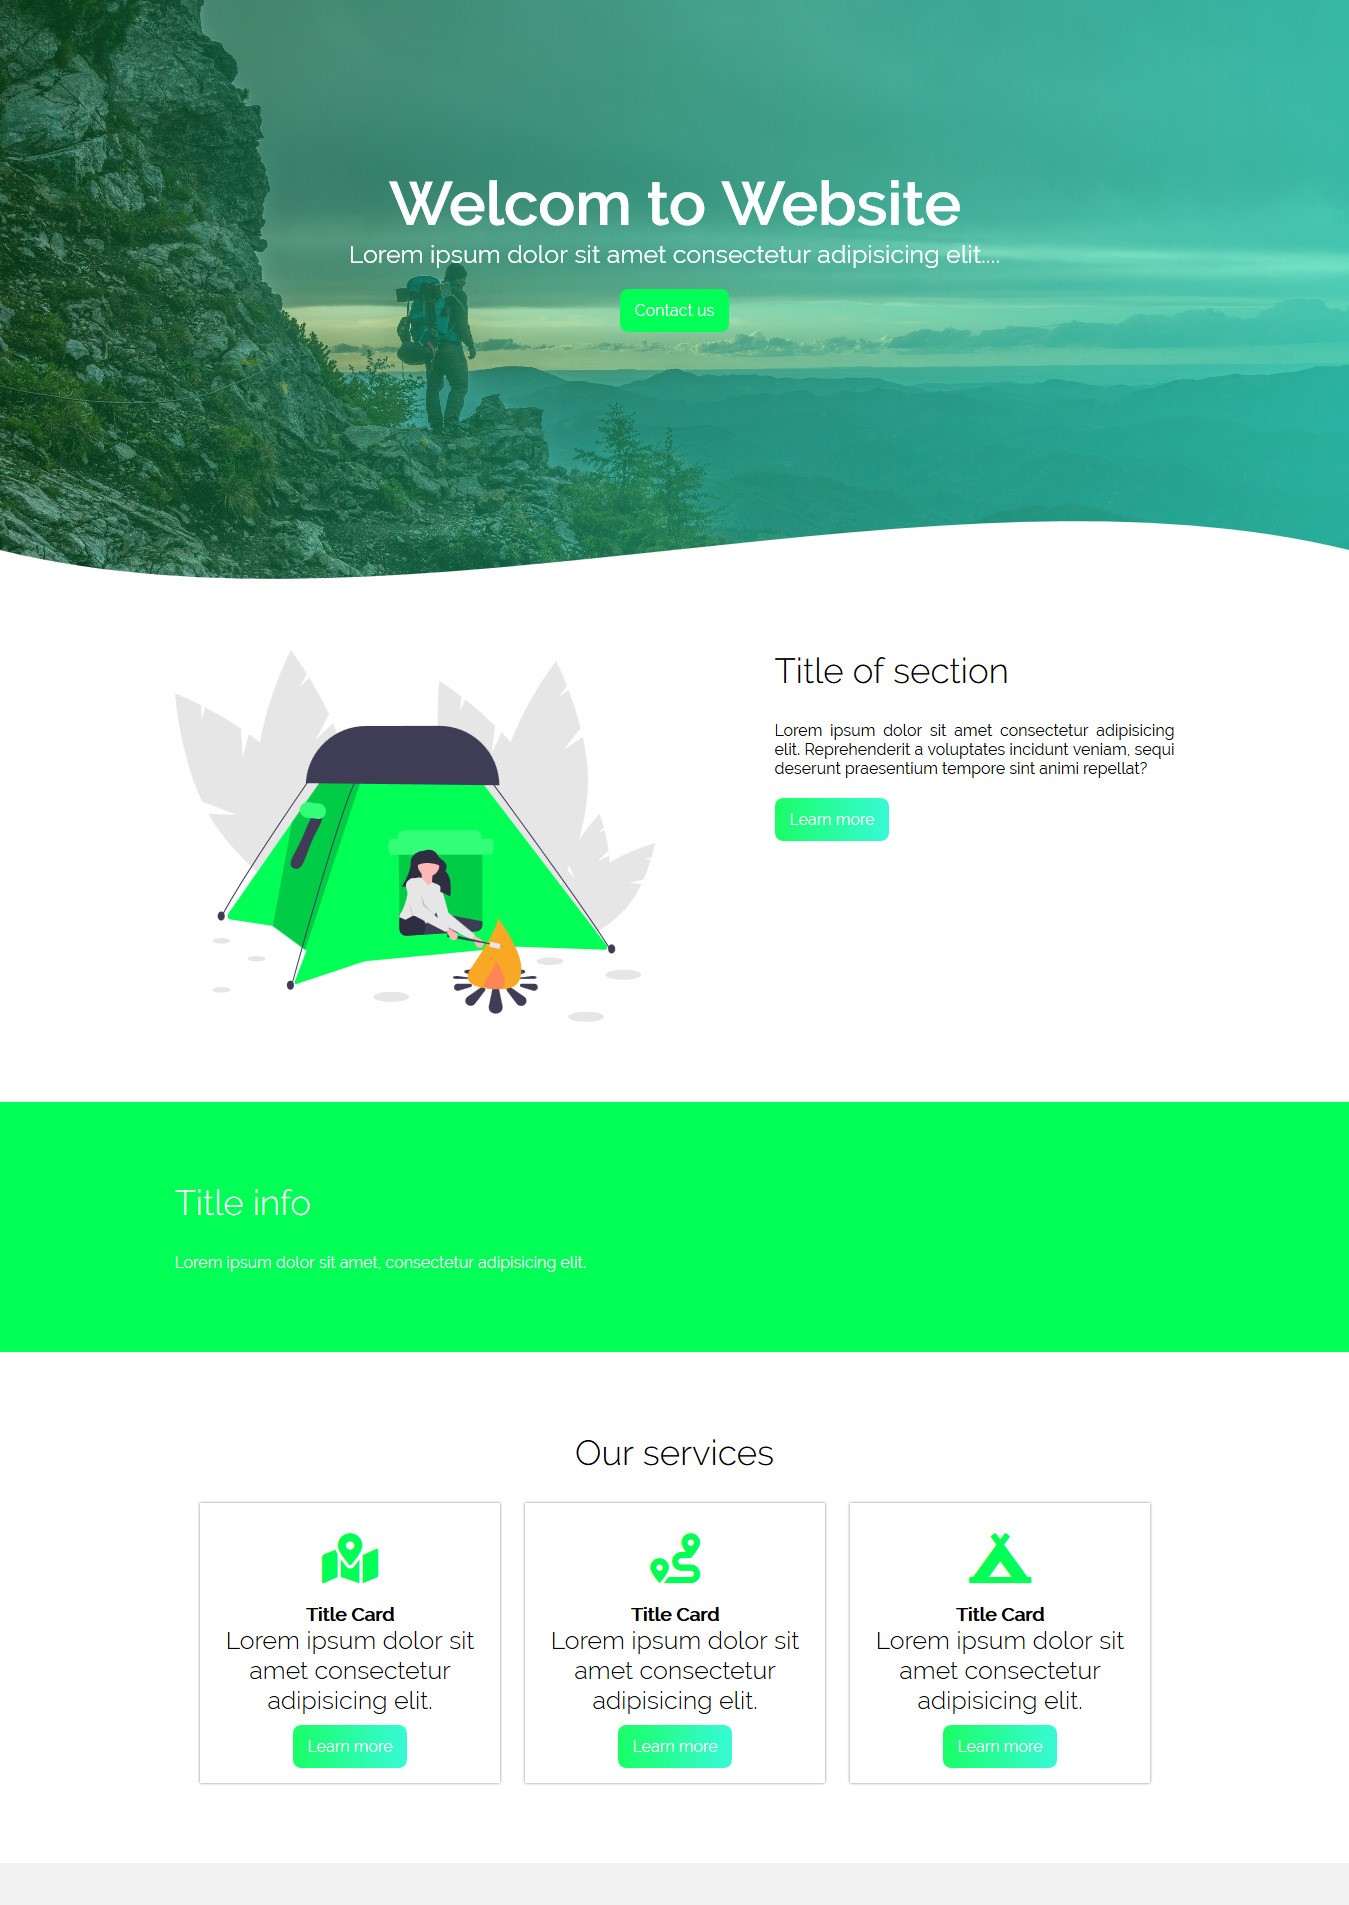 Welcom to Website
Lorem ipsum dolor sit amet consectetur adipisicing elit....
Contact us
Title of section
Lorem ipsum dolor sit amet consectetur adipisicing
elit. Reprehenderit a voluptates incidunt veniam, sequi
deserunt praesentium tempore sint animi repellat?
Learn more
Title info
Lorem ipsum dolor sit amet, consectetur adipisicing elit.
Our services
Title Card
Lorem ipsum dolor sit
amet consectetur
adipisicing elit.
Learn more
Title Card
Lorem ipsum dolor sit
amet consectetur
adipisicing elit.
Learn more
Title Card
Lorem ipsum dolor sit
amet consectetur
adipisicing elit.
Learn more